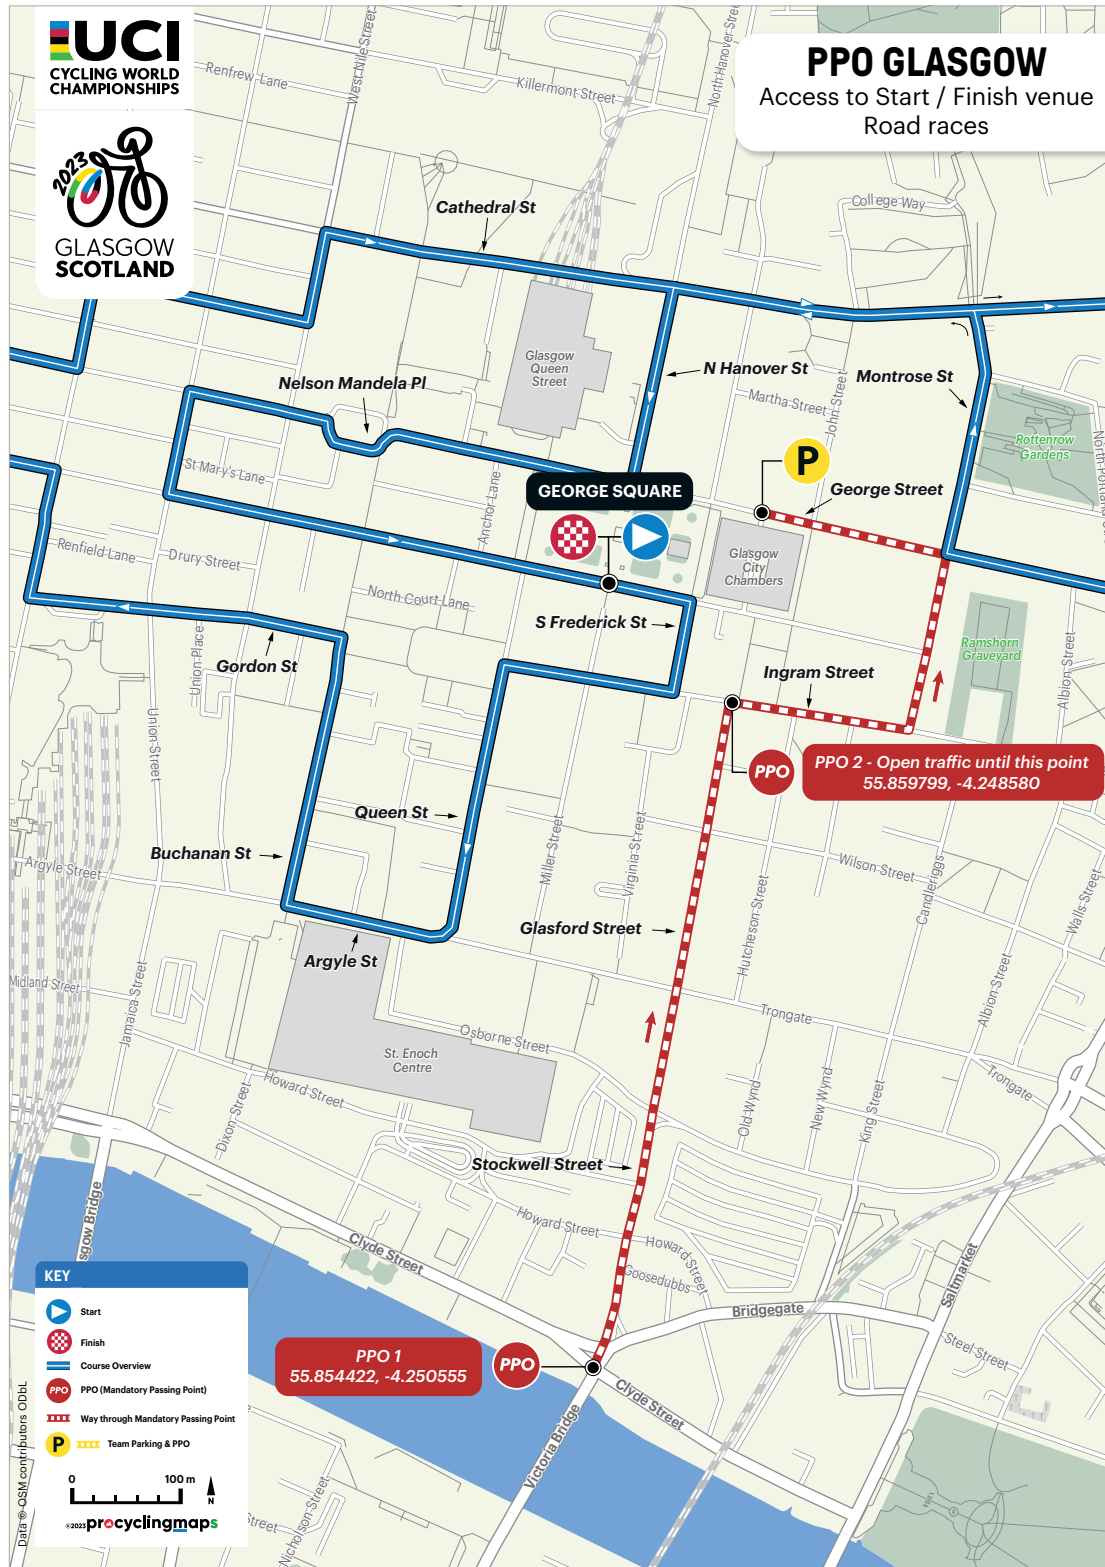 UCI
CYCLING WORLD
CHAMPIONSHIPS
2023
GLASGOW
SCOTLAND
PPO GLASGOW
Access to Start / Finish venue
Road races
Renfrew Lane
West Nile Street
Killermont Street
North Hanover Street
College Way
Cathedral St
Glasgow
Queen
Street
N Hanover St
Montrose St
Martha Street
John Street
Nelson Mandela Pl
Rottenrow
Gardens
St Mary's Lane
Anchor Lane
P
George Street
GEORGE SQUARE
Glasgow
City
Chambers
Renfield Lane
Drury Street
North Court Lane
S Frederick St
Ramshorn
Graveyard
Albion Street
Gordon St
Union Place
Ingram Street
Union Street
PPO
PPO 2 - Open traffic until this point
55.859799, -4.248580
Queen St
Buchanan St
Argyle Street
Miller Street
Virginia Street
Wilson Street
Candleriggs
Walls Street
Glasford Street
Hutcheson Street
Argyle St
Midland Street
Jamaica Street
Albion Street
Trongate
Osborne Street
St. Enoch
Centre
Howard Street
Dixon Street
Old Wynd
New Wynd
King Street
Trongate
Stockwell Street
Howard Street
Howard Street
Goosedubbs
Clyde Street
sgow Bridge
Saltmarket
Bridgegate
Steel Street
PPO 1
55.854422, -4.250555
PPO
Clyde Street
Victoria Bridge
Nicholson Street
Street
KEY
Start
Finish
Course Overview
PPO
PPO (Mandatory Passing Point)
Way through Mandatory Passing Point
P
Team Parking & PPO
0
100 m
N
©2023 procyclingmaps
Data © OSM contributors ODbL